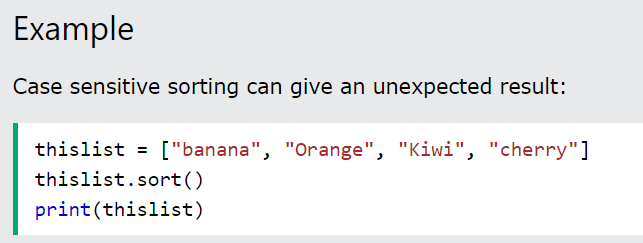 Example
Case sensitive sorting can give an unexpected result:
thislist = ["banana", "Orange", "Kiwi", "cherry"]
thislist.sort()
print(thislist)